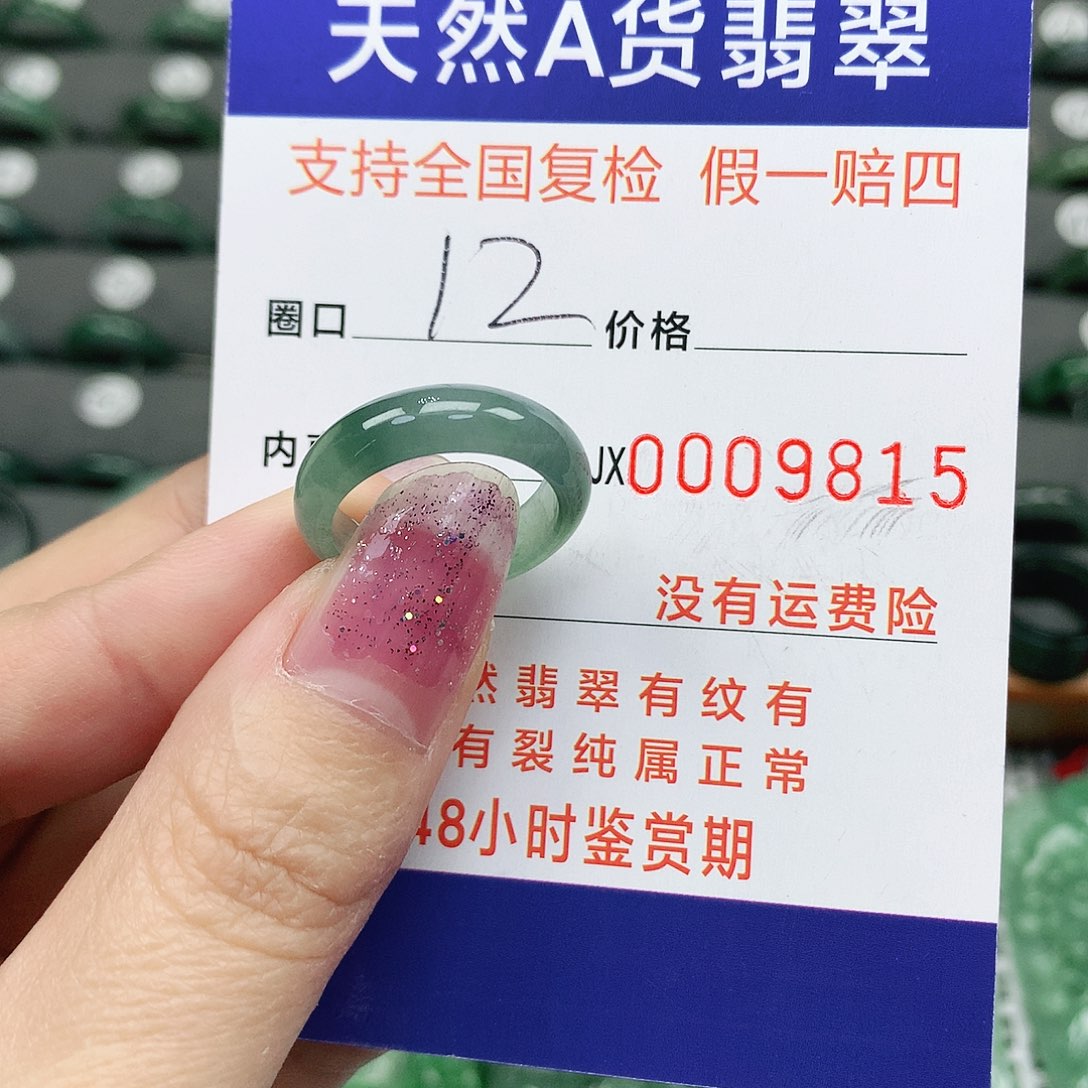 天然A货翡翠
支持全国复检 假一赔四
圈口 12 价格
内 JX0009815
没有运费险
然翡翠有纹有
有裂纯属正常
48小时鉴赏期